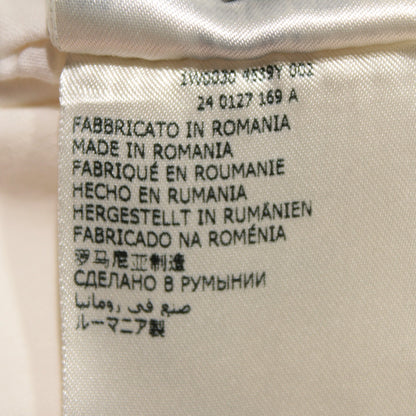 1W0030 4539Y 002
24 0127 169 A
FABBRICATO IN ROMANIA
MADE IN ROMANIA
FABRIQUÉ EN ROUMANIE
HECHO EN RUMANIA
HERGESTELLT IN RUMÄNIEN
FABRICADO NA ROMÉNIA
罗马尼亚制造
СДЕЛАНО В РУМЫНИИ
صنع في رومانيا
ルーマニア製